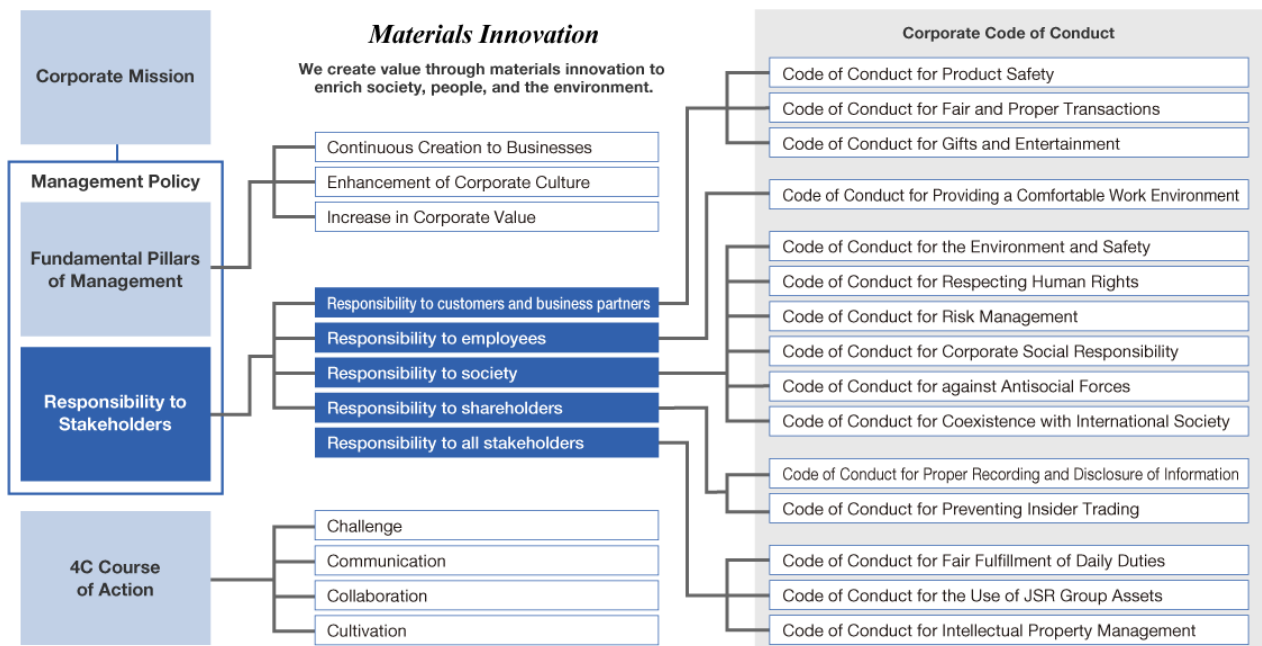 Corporate Mission
Management Policy
Fundamental Pillars
of Management
Responsibility to
Stakeholders
4C Course
of Action
Materials Innovation
We create value through materials innovation to
enrich society, people, and the environment.
Continuous Creation to Businesses
Enhancement of Corporate Culture
Increase in Corporate Value
Responsibility to customers and business partners
Responsibility to employees
Responsibility to society
Responsibility to shareholders
Responsibility to all stakeholders
Challenge
Communication
Collaboration
Cultivation
Corporate Code of Conduct
Code of Conduct for Product Safety
Code of Conduct for Fair and Proper Transactions
Code of Conduct for Gifts and Entertainment
Code of Conduct for Providing a Comfortable Work Environment
Code of Conduct for the Environment and Safety
Code of Conduct for Respecting Human Rights
Code of Conduct for Risk Management
Code of Conduct for Corporate Social Responsibility
Code of Conduct for against Antisocial Forces
Code of Conduct for Coexistence with International Society
Code of Conduct for Proper Recording and Disclosure of Information
Code of Conduct for Preventing Insider Trading
Code of Conduct for Fair Fulfillment of Daily Duties
Code of Conduct for the Use of JSR Group Assets
Code of Conduct for Intellectual Property Management